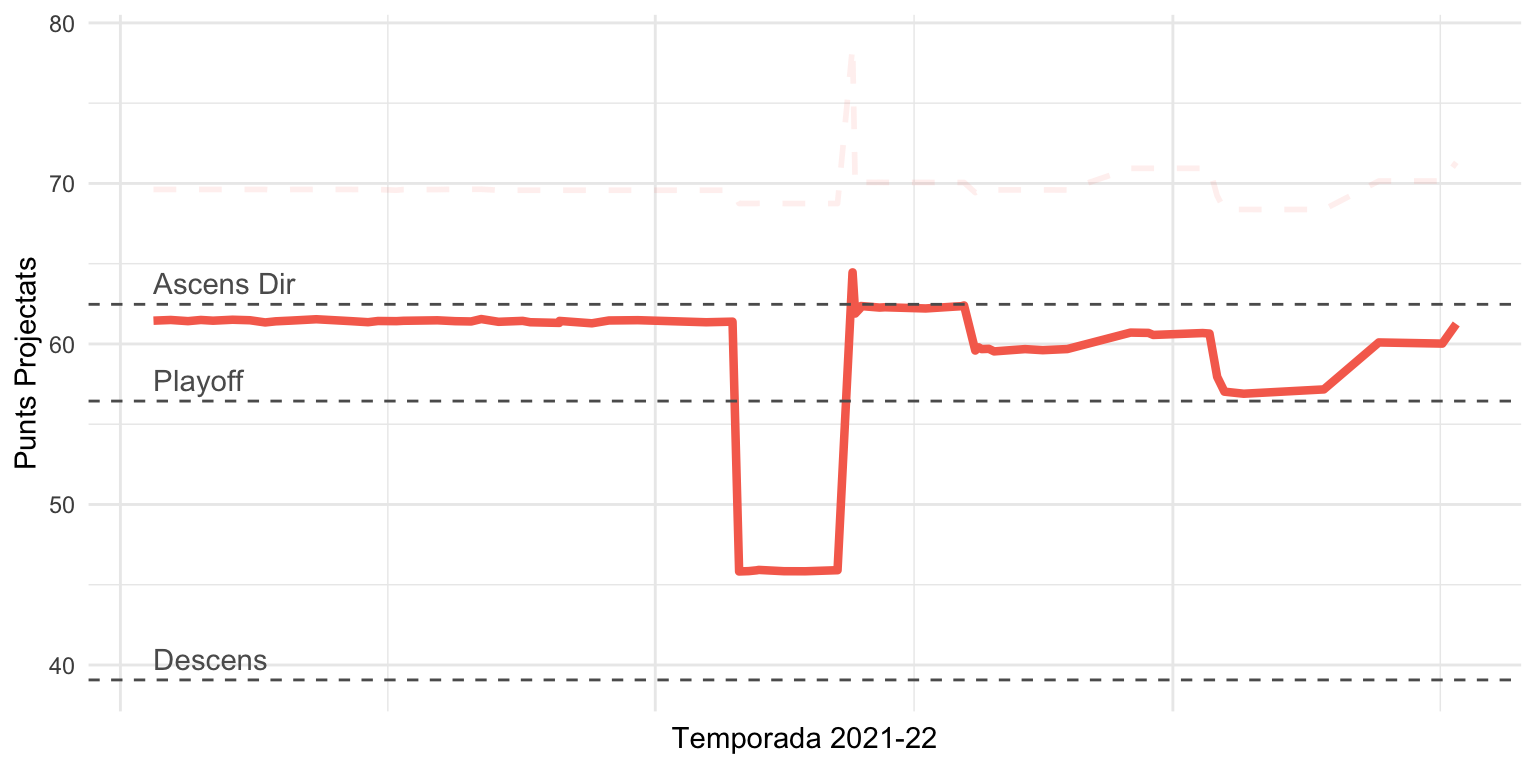 80
70
60
50
40
Punts Projectats
Ascens Dir
Playoff
Descens
Temporada 2021-22